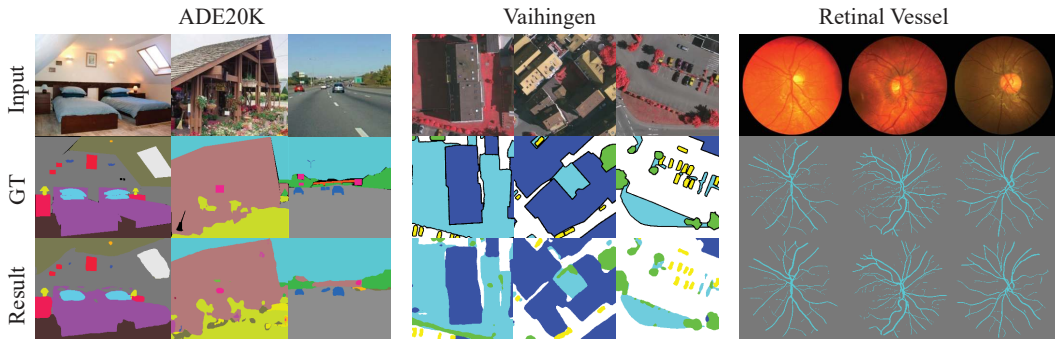 ADE20K
Vaihingen
Retinal Vessel
Input
GT
Result